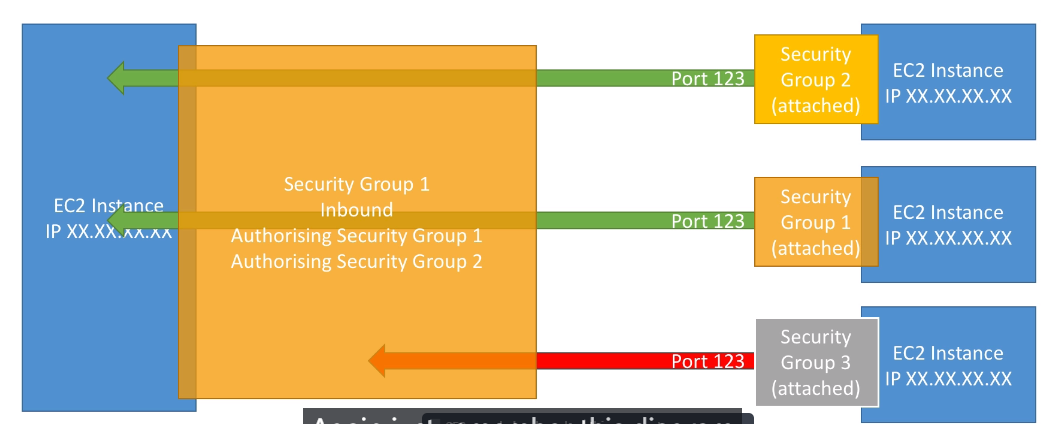 EC2 Instance
IP XX.XX.XX.XX
Security Group 1
Inbound
Authorising Security Group 1
Authorising Security Group 2
Port 123
Security
Group 2
(attached)
EC2 Instance
IP XX.XX.XX.XX
Port 123
Security
Group 1
(attached)
EC2 Instance
IP XX.XX.XX.XX
Port 123
Security
Group 3
(attached)
EC2 Instance
IP XX.XX.XX.XX
this diagram